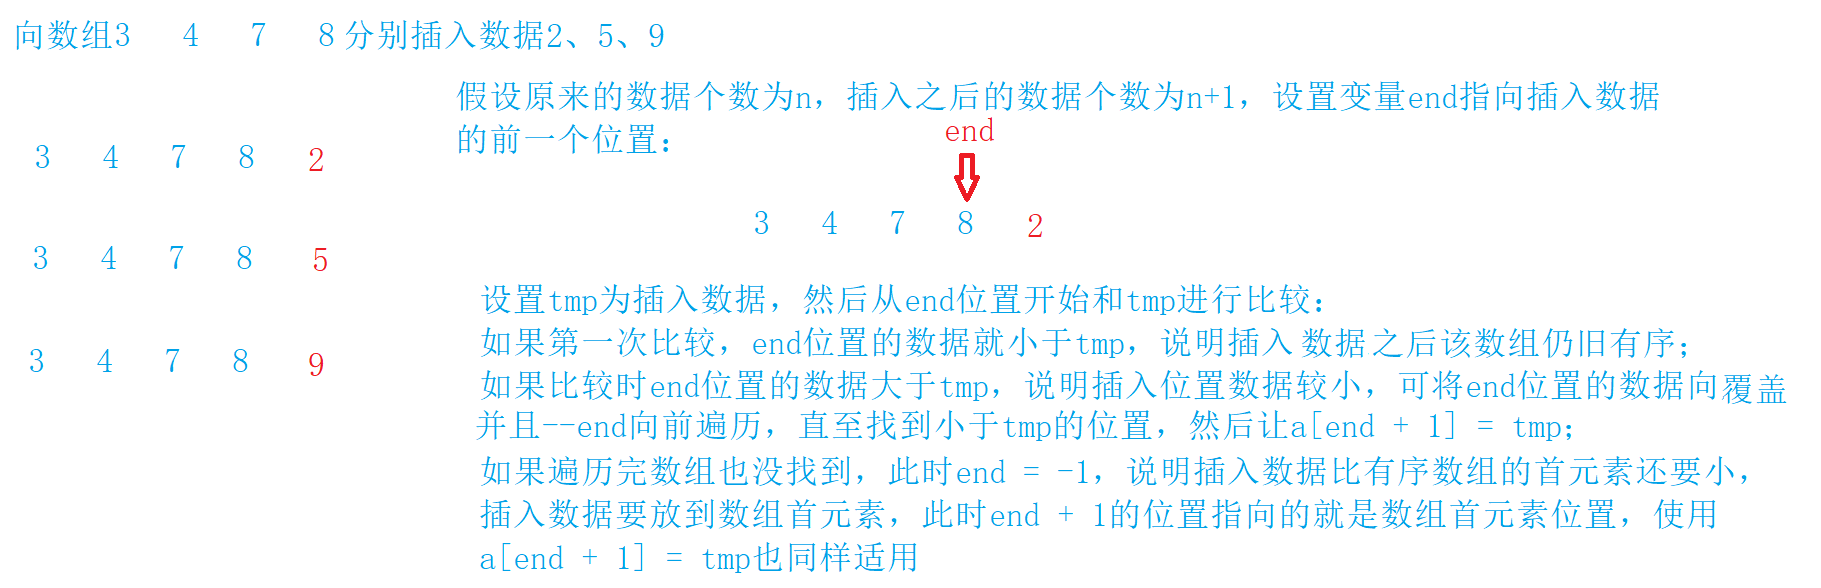 向数组3 4 7 8 分别插入数据2、5、9
假设原来的数据个数为n，插入之后的数据个数为n+1，设置变量end指向插入数据
的前一个位置：
end
3 4 7 8 2
3 4 7 8 2
3 4 7 8 5
设置tmp为插入数据，然后从end位置开始和tmp进行比较：
如果第一次比较，end位置的数据就小于tmp，说明插入数据之后该数组仍旧有序；
3 4 7 8 9
如果比较时end位置的数据大于tmp，说明插入位置数据较小，可将end位置的数据向覆盖
并且--end向前遍历，直至找到小于tmp的位置，然后让a[end + 1] = tmp；
如果遍历完数组也没找到，此时end = -1，说明插入数据比有序数组的首元素还要小，
插入数据要放到数组首元素，此时end + 1的位置指向的就是数组首元素位置，使用
a[end + 1] = tmp也同样适用